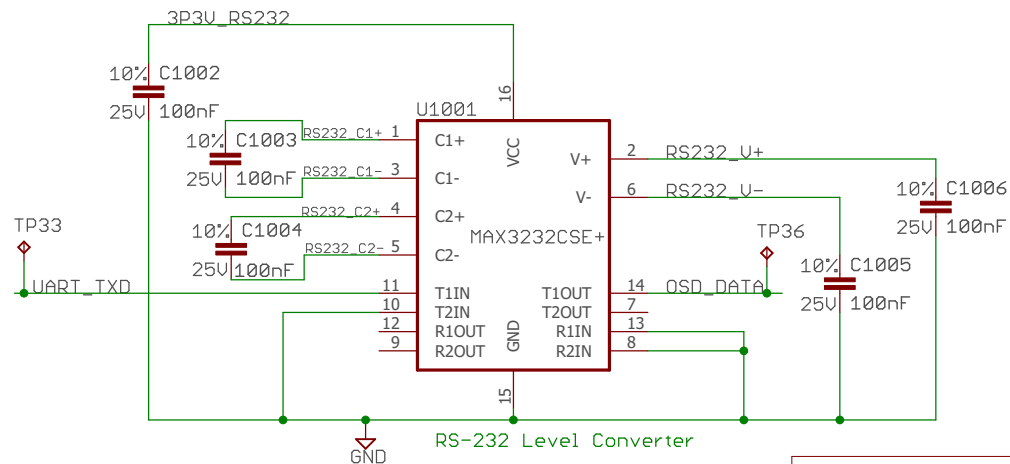 3P3V_RS232
10% C1002
25V 100nF
16
U1001
VCC
10% C1003
25V 100nF
RS232_C1+ 1 C1+
RS232_C1- 3 C1-
V+ 2 RS232_V+
V- 6 RS232_V-
10% C1006
25V 100nF
RS232_C2+ 4 C2+
10% C1004
25V 100nF
RS232_C2- 5 C2-
MAX3232CSE+
TP33
TP36
10% C1005
25V 100nF
UART_TXD 11 T1IN
T1OUT 14 OSD_DATA
10 T2IN
T2OUT 7
12 R1OUT
R1IN 13
9 R2OUT
R2IN 8
GND
15
GND
RS-232 Level Converter